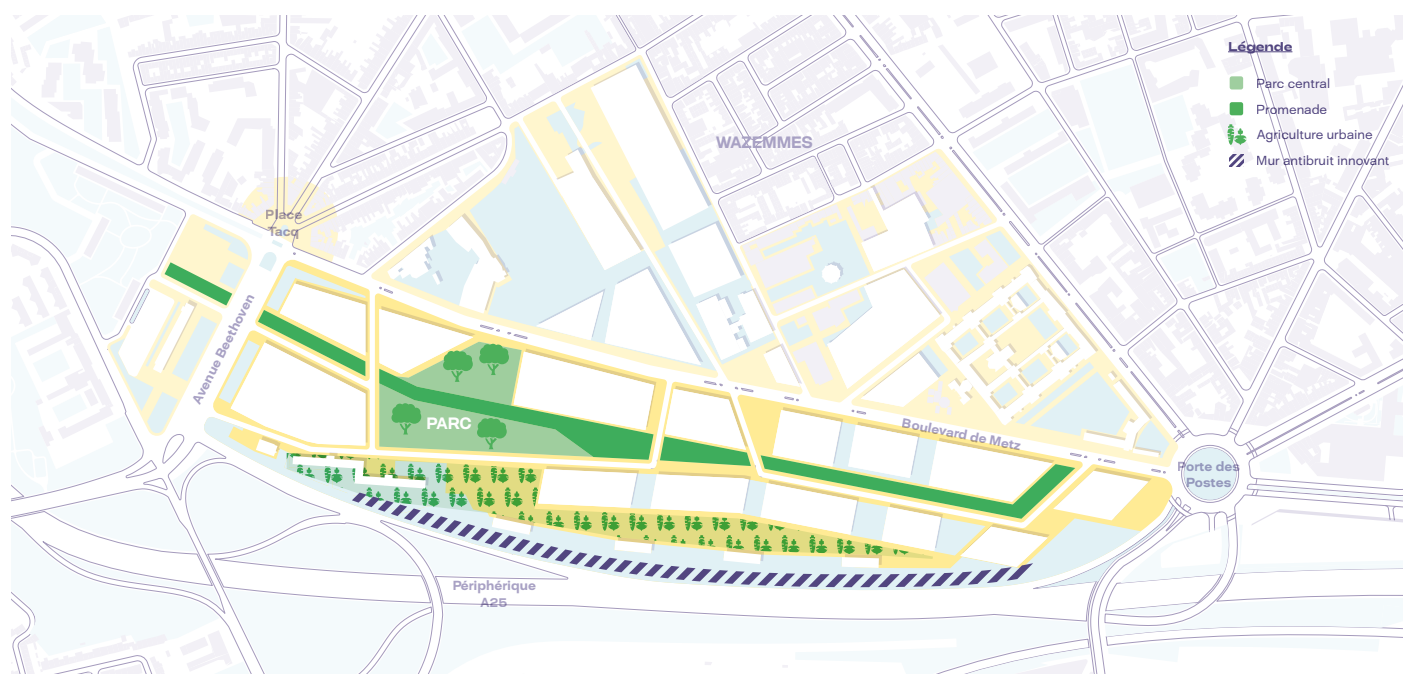 Légende
Parc central
Promenade
Agriculture urbaine
Mur antibruit innovant
WAZEMMES
Place
Tacq
Avenue Beethoven
PARC
Boulevard de Metz
Porte des
Postes
Périphérique
A25